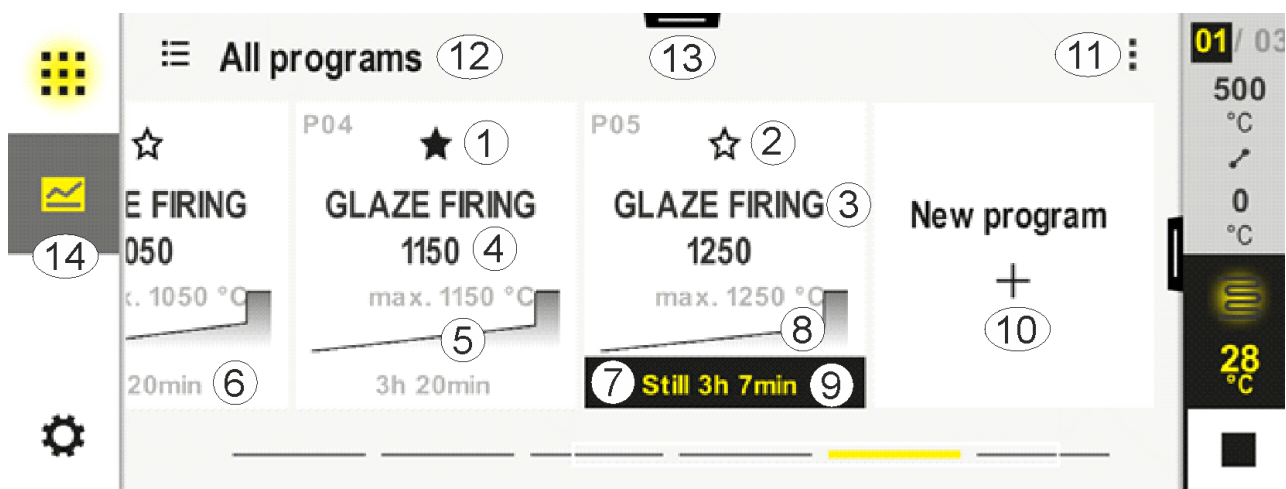 All programs 12
13
11
01 / 03
500
°C
0
°C
28
°C
14
E FIRING
050
x. 1050 °C
20min 6
P04
1
GLAZE FIRING
1150 4
max. 1150 °C
5
3h 20min
P05
2
GLAZE FIRING 3
1250
max. 1250 °C
8
7 Still 3h 7min 9
New program
10